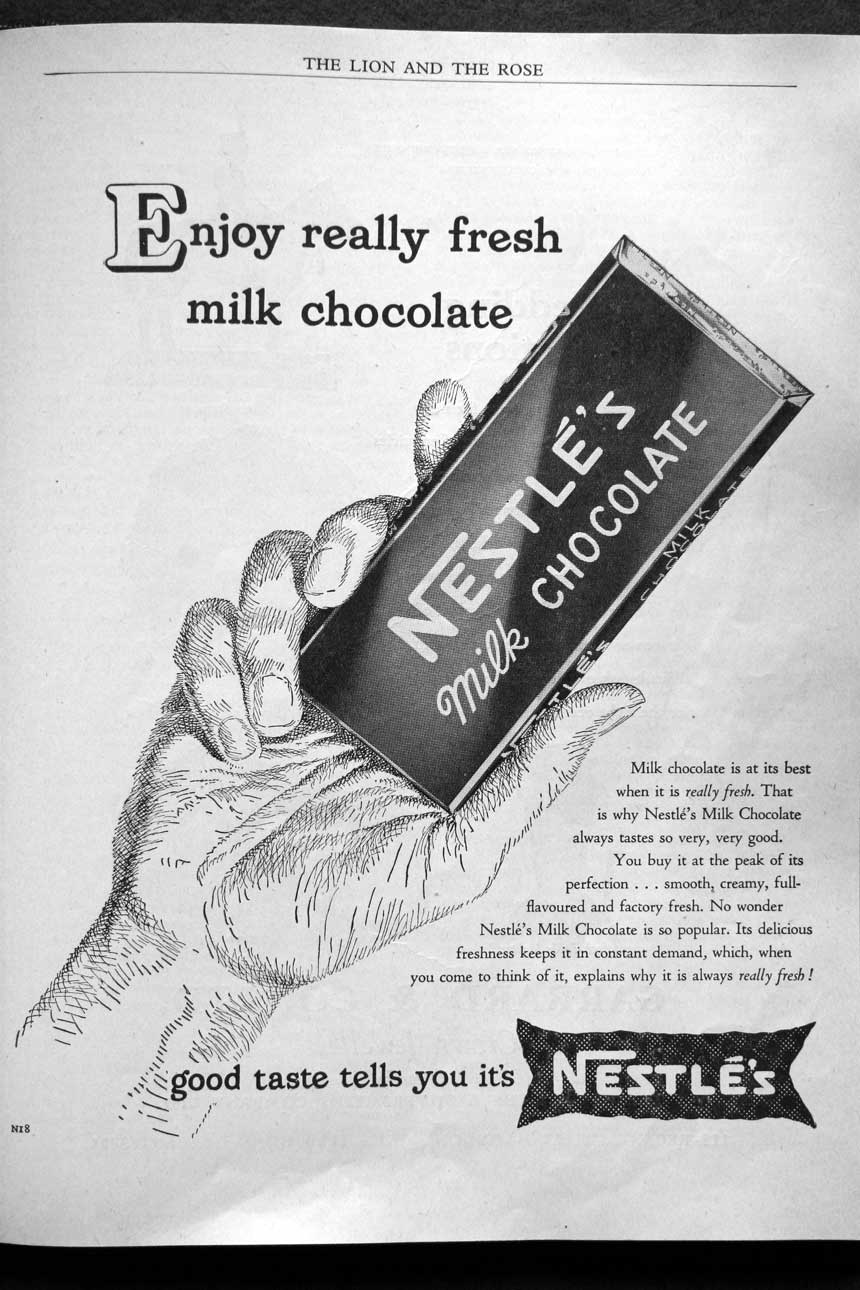 THE LION AND THE ROSE
Enjoy really fresh
milk chocolate
NESTLÉ'S
Milk CHOCOLATE
MILK
CHOCOLATE
NESTLÉ'S
Milk chocolate is at its best
when it is really fresh. That
is why Nestlé's Milk Chocolate
always tastes so very, very good.
You buy it at the peak of its
perfection . . . smooth, creamy, full-
flavoured and factory fresh. No wonder
Nestlé's Milk Chocolate is so popular. Its delicious
freshness keeps it in constant demand, which, when
you come to think of it, explains why it is always really fresh !
good taste tells you it's NESTLÉ'S
N18